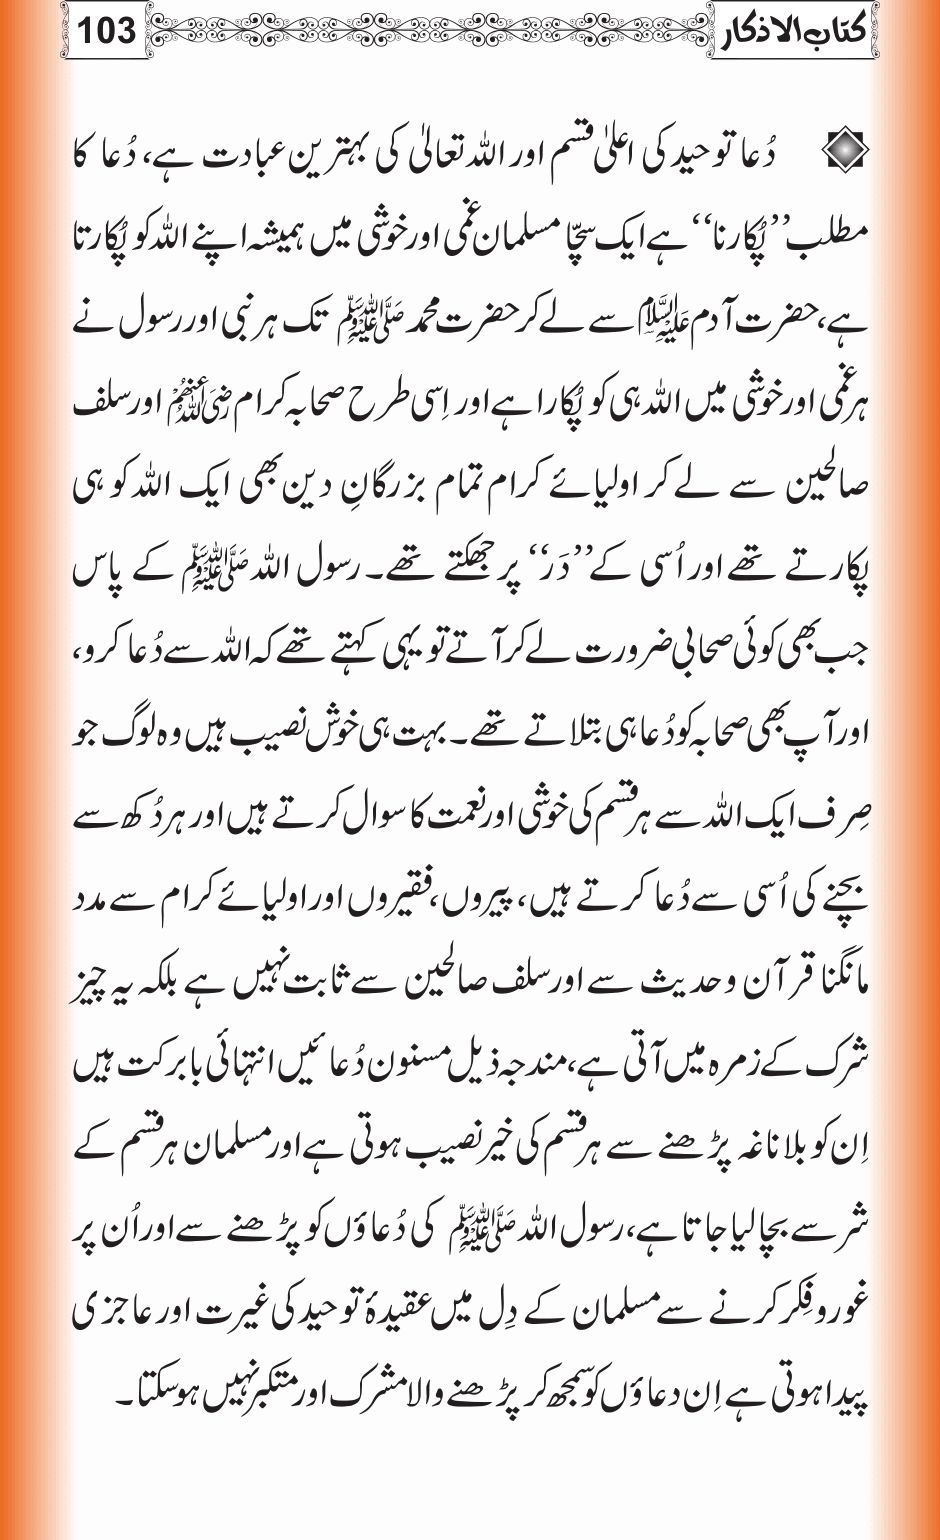 كتاب الاذكار
103
دُعا توحید کی اعلیٰ قسم اور اللہ تعالیٰ کی بہترین عبادت ہے، دُعا کا
مطلب ’’پُکارنا‘‘ ہے ایک سچّا مسلمان غمی اور خوشی میں ہمیشہ اپنے اللہ کو پُکارتا
ہے، حضرت آدم علیہ السلام سے لے کر حضرت محمد ﷺ تک ہر نبی اور رسول نے
ہر غمی اور خوشی میں اللہ ہی کو پُکارا ہے اور اِسی طرح صحابہ کرام رضی اللہ عنہم اور سلف
صالحین سے لے کر اولیائے کرام تمام بزرگانِ دین بھی ایک اللہ کو ہی
پکارتے تھے اور اُسی کے ’’دَر‘‘ پر جھکتے تھے۔ رسول اللہ ﷺ کے پاس
جب بھی کوئی صحابی ضرورت لے کر آتے تو یہی کہتے تھے کہ اللہ سے دُعا کرو،
اور آپ بھی صحابہ کو دُعا ہی بتلاتے تھے۔ بہت ہی خوش نصیب ہیں وہ لوگ جو
صِرف ایک اللہ سے ہر قسم کی خوشی اور نعمت کا سوال کرتے ہیں اور ہر دُکھ سے
بچنے کی اُسی سے دُعا کرتے ہیں، پیروں، فقیروں اور اولیائے کرام سے مدد
مانگنا قرآن وحدیث سے اور سلف صالحین سے ثابت نہیں ہے بلکہ یہ چیز
شرک کے زمرہ میں آتی ہے، مندجہ ذیل مسنون دُعائیں انتہائی بابرکت ہیں
اِن کو بلا ناغہ پڑھنے سے ہر قسم کی خیر نصیب ہوتی ہے اور مسلمان ہر قسم کے
شر سے بچا لیا جاتا ہے، رسول اللہ ﷺ کی دُعاؤں کو پڑھنے سے اور اُن پر
غور وفِکر کرنے سے مسلمان کے دِل میں عقیدۂ توحید کی غیرت اور عاجزی
پیدا ہوتی ہے اِن دعاؤں کو سمجھ کر پڑھنے والا مشرک اور متکبر نہیں ہو سکتا۔